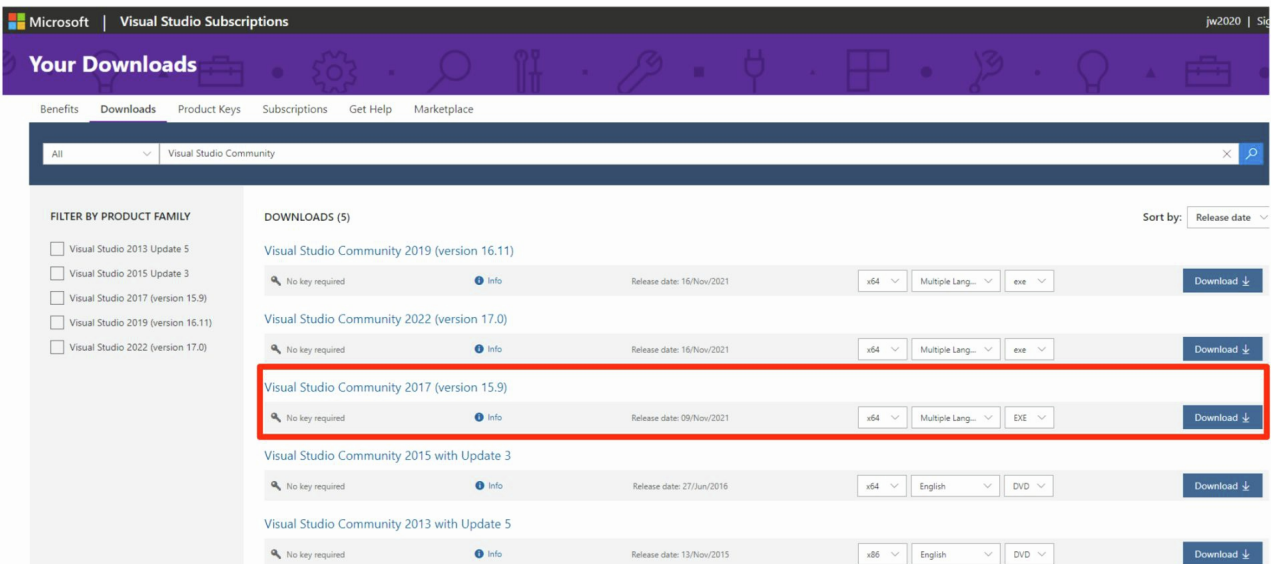 Microsoft | Visual Studio Subscriptions jw2020 |
Your Downloads
Benefits Downloads Product Keys Subscriptions Get Help Marketplace
All Visual Studio Community
FILTER BY PRODUCT FAMILY
Visual Studio 2013 Update 5
Visual Studio 2015 Update 3
Visual Studio 2017 (version 15.9)
Visual Studio 2019 (version 16.11)
Visual Studio 2022 (version 17.0)
DOWNLOADS (5) Sort by: Release date
Visual Studio Community 2019 (version 16.11)
No key required Info Release date: 16/Nov/2021 x64 Multiple Lang... exe Download
Visual Studio Community 2022 (version 17.0)
No key required Info Release date: 16/Nov/2021 x64 Multiple Lang... exe Download
Visual Studio Community 2017 (version 15.9)
No key required Info Release date: 09/Nov/2021 x64 Multiple Lang... EXE Download
Visual Studio Community 2015 with Update 3
No key required Info Release date: 27/Jun/2016 x64 English DVD Download
Visual Studio Community 2013 with Update 5
No key required Info Release date: 13/Nov/2015 x86 English DVD Download